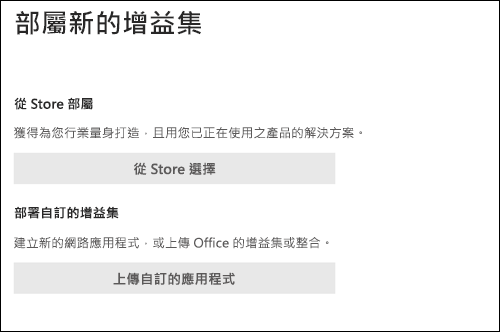 部屬新的增益集
從 Store 部屬
獲得為您行業量身打造，且用您已正在使用之產品的解決方案。
從 Store 選擇
部署自訂的增益集
建立新的網路應用程式，或上傳 Office 的增益集或整合。
上傳自訂的應用程式